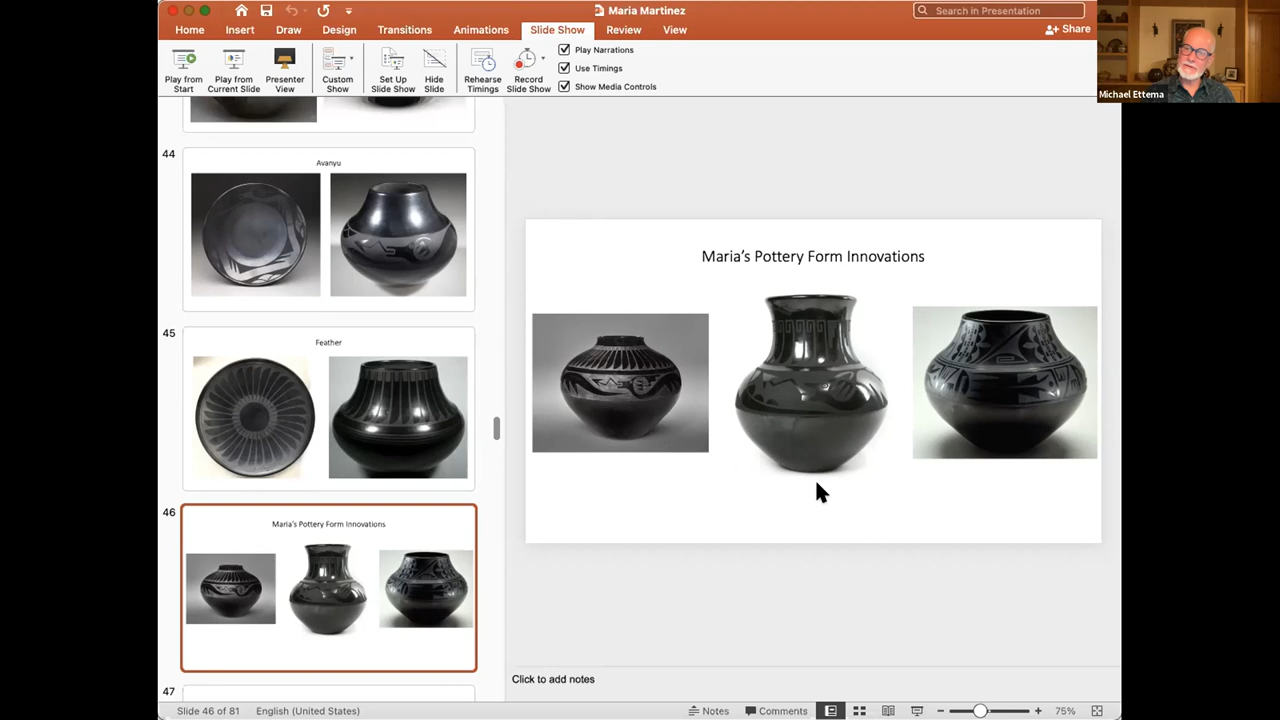 Maria Martinez
Search in Presentation
Home Insert Draw Design Transitions Animations Slide Show Review View
Share
Play from Start
Play from Current Slide
Presenter View
Custom Show
Set Up Slide Show
Hide Slide
Rehearse Timings
Record Slide Show
Play Narrations
Use Timings
Show Media Controls
Michael Ettema
44
Avanyu
45
Feather
46
Maria's Pottery Form Innovations
47
Maria's Pottery Form Innovations
Click to add notes
Slide 46 of 81 English (United States) Notes Comments 75%